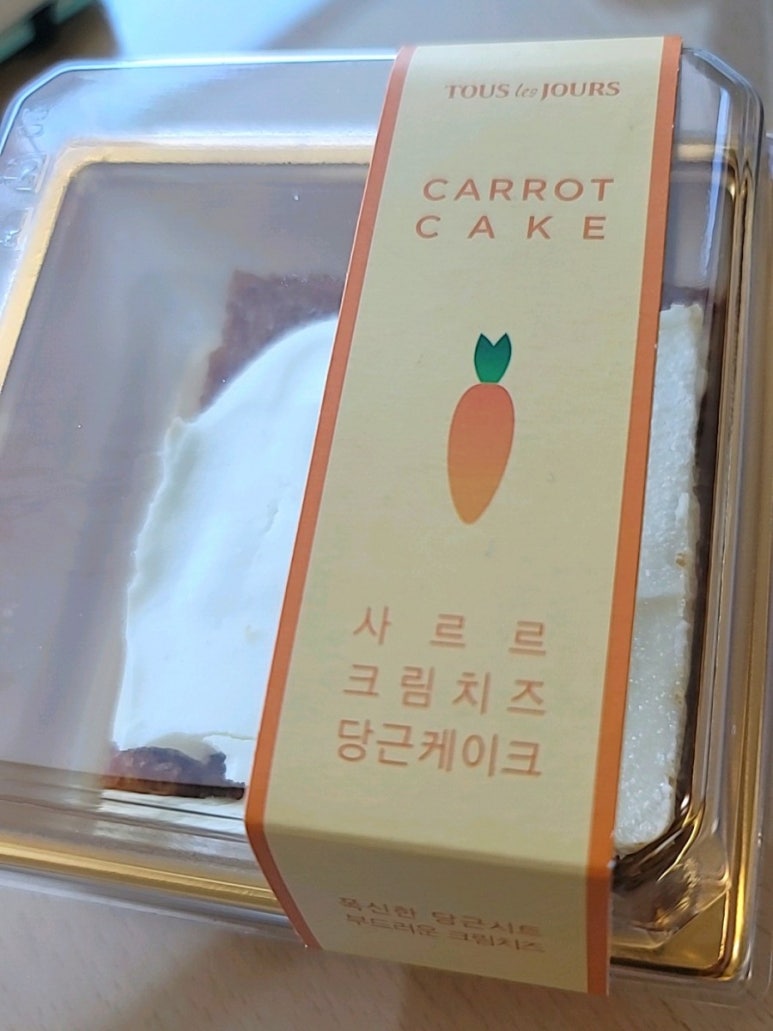 TOUS les JOURS
CARROT
CAKE
사르르
크림치즈
당근케이크
폭신한 당근시트
부드러운 크림치즈